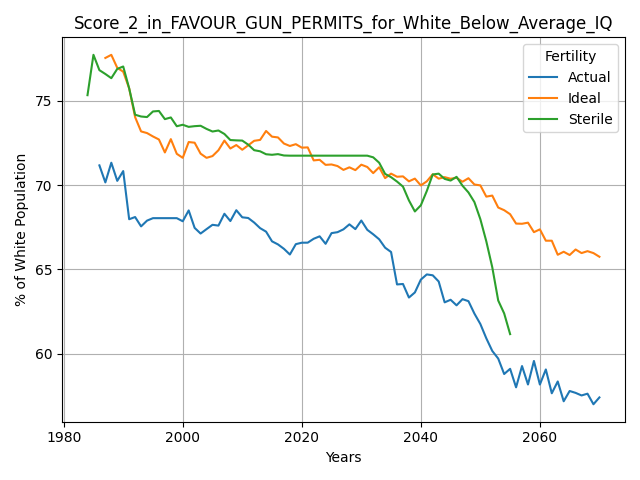 Score_2_in_FAVOUR_GUN_PERMITS_for_White_Below_Average_IQ
Fertility
Actual
Ideal
Sterile
% of White Population
75
70
65
60
1980
2000
2020
2040
2060
Years